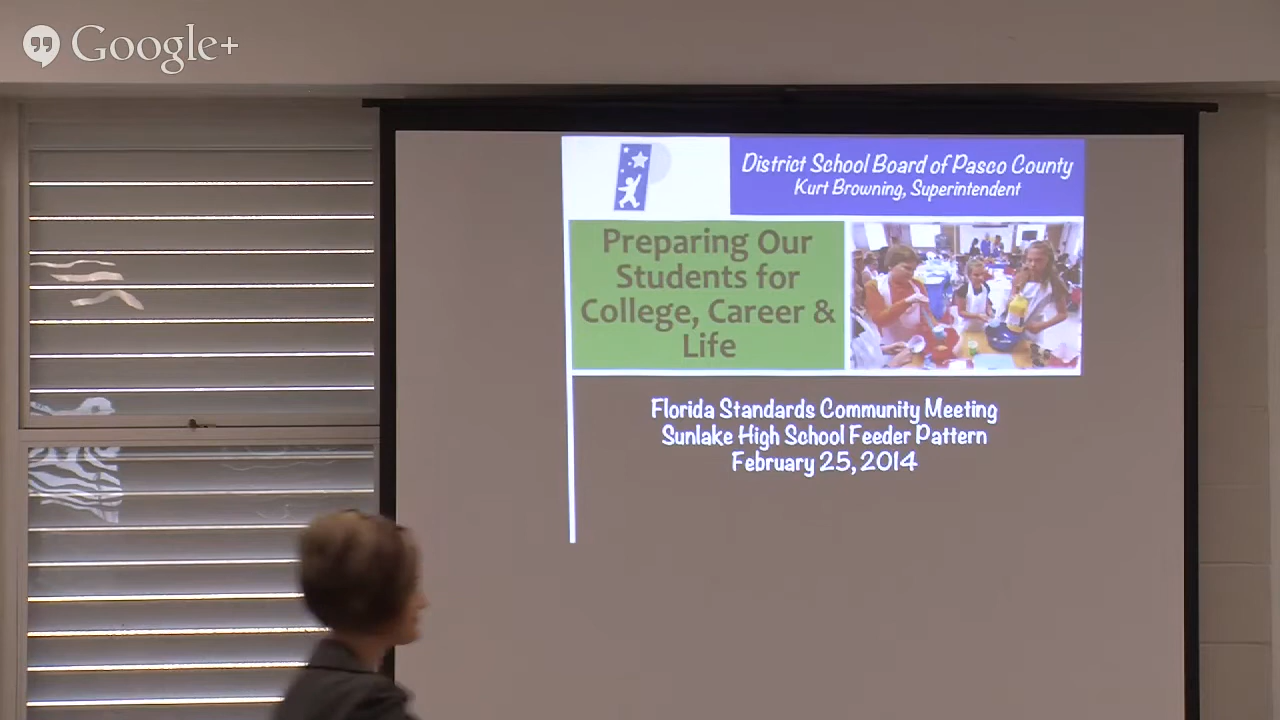 Google+
District School Board of Pasco County
Kurt Browning, Superintendent
Preparing Our
Students for
College, Career &
Life
Florida Standards Community Meeting
Sunlake High School Feeder Pattern
February 25, 2014